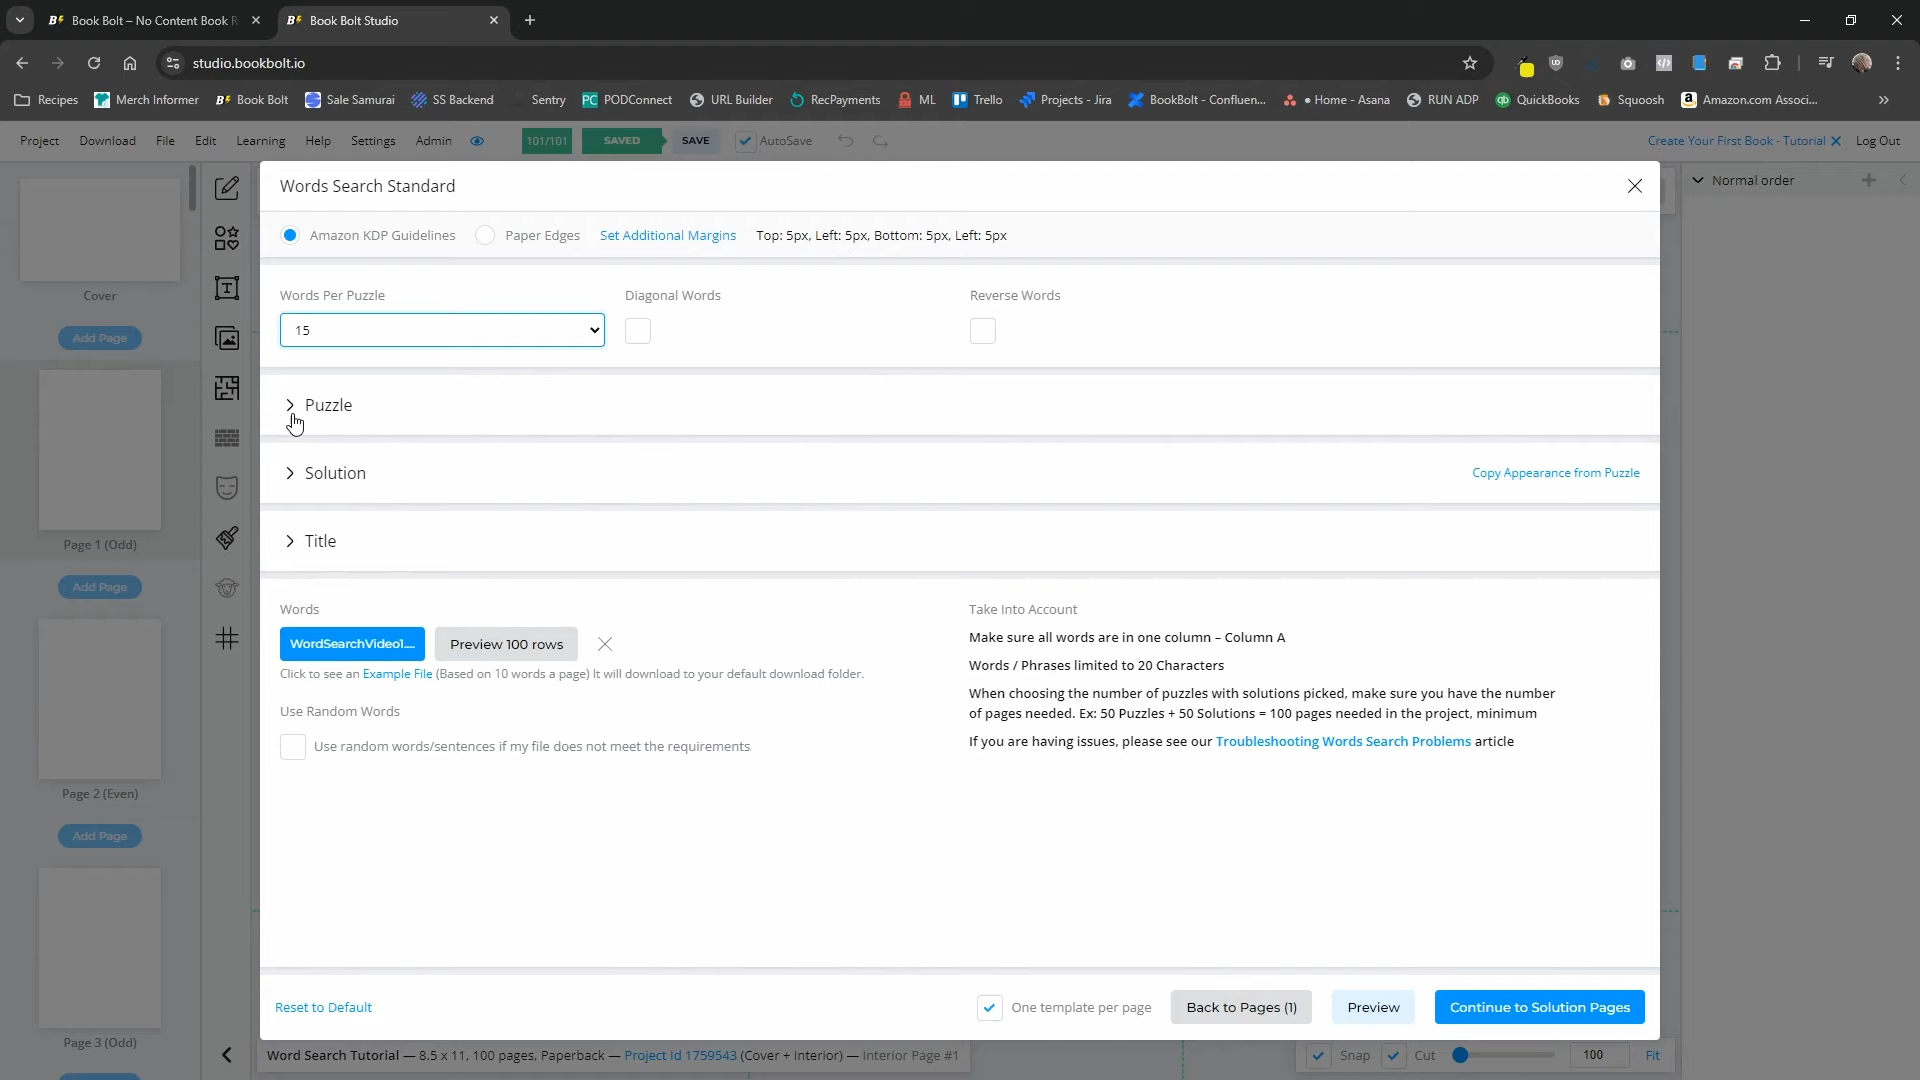 Book Bolt – No Content Book R
Book Bolt Studio
studio.bookbolt.io
Recipes
Merch Informer
Book Bolt
Sale Samurai
SS Backend
Sentry
PODConnect
URL Builder
RecPayments
ML
Trello
Projects - Jira
BookBolt - Confluen...
• Home - Asana
RUN ADP
QuickBooks
Squoosh
Amazon.com Associ...
Project
Download
File
Edit
Learning
Help
Settings
Admin
101/101
SAVED
SAVE
AutoSave
Create Your First Book - Tutorial
Log Out
Words Search Standard
Normal order
Amazon KDP Guidelines
Paper Edges
Set Additional Margins
Top: 5px, Left: 5px, Bottom: 5px, Left: 5px
Cover
Add Page
Page 1 (Odd)
Add Page
Page 2 (Even)
Add Page
Page 3 (Odd)
Words Per Puzzle
Diagonal Words
Reverse Words
15
Puzzle
Solution
Copy Appearance from Puzzle
Title
Words
WordSearchVideo1....
Preview 100 rows
Click to see an Example File (Based on 10 words a page) It will download to your default download folder.
Use Random Words
Use random words/sentences if my file does not meet the requirements
Take Into Account
Make sure all words are in one column – Column A
Words / Phrases limited to 20 Characters
When choosing the number of puzzles with solutions picked, make sure you have the number
of pages needed. Ex: 50 Puzzles + 50 Solutions = 100 pages needed in the project, minimum
If you are having issues, please see our Troubleshooting Words Search Problems article
Reset to Default
One template per page
Back to Pages (1)
Preview
Continue to Solution Pages
Word Search Tutorial — 8.5 x 11, 100 pages, Paperback — Project Id 1759543 (Cover + Interior) — Interior Page #1
Snap
Cut
100
Fit